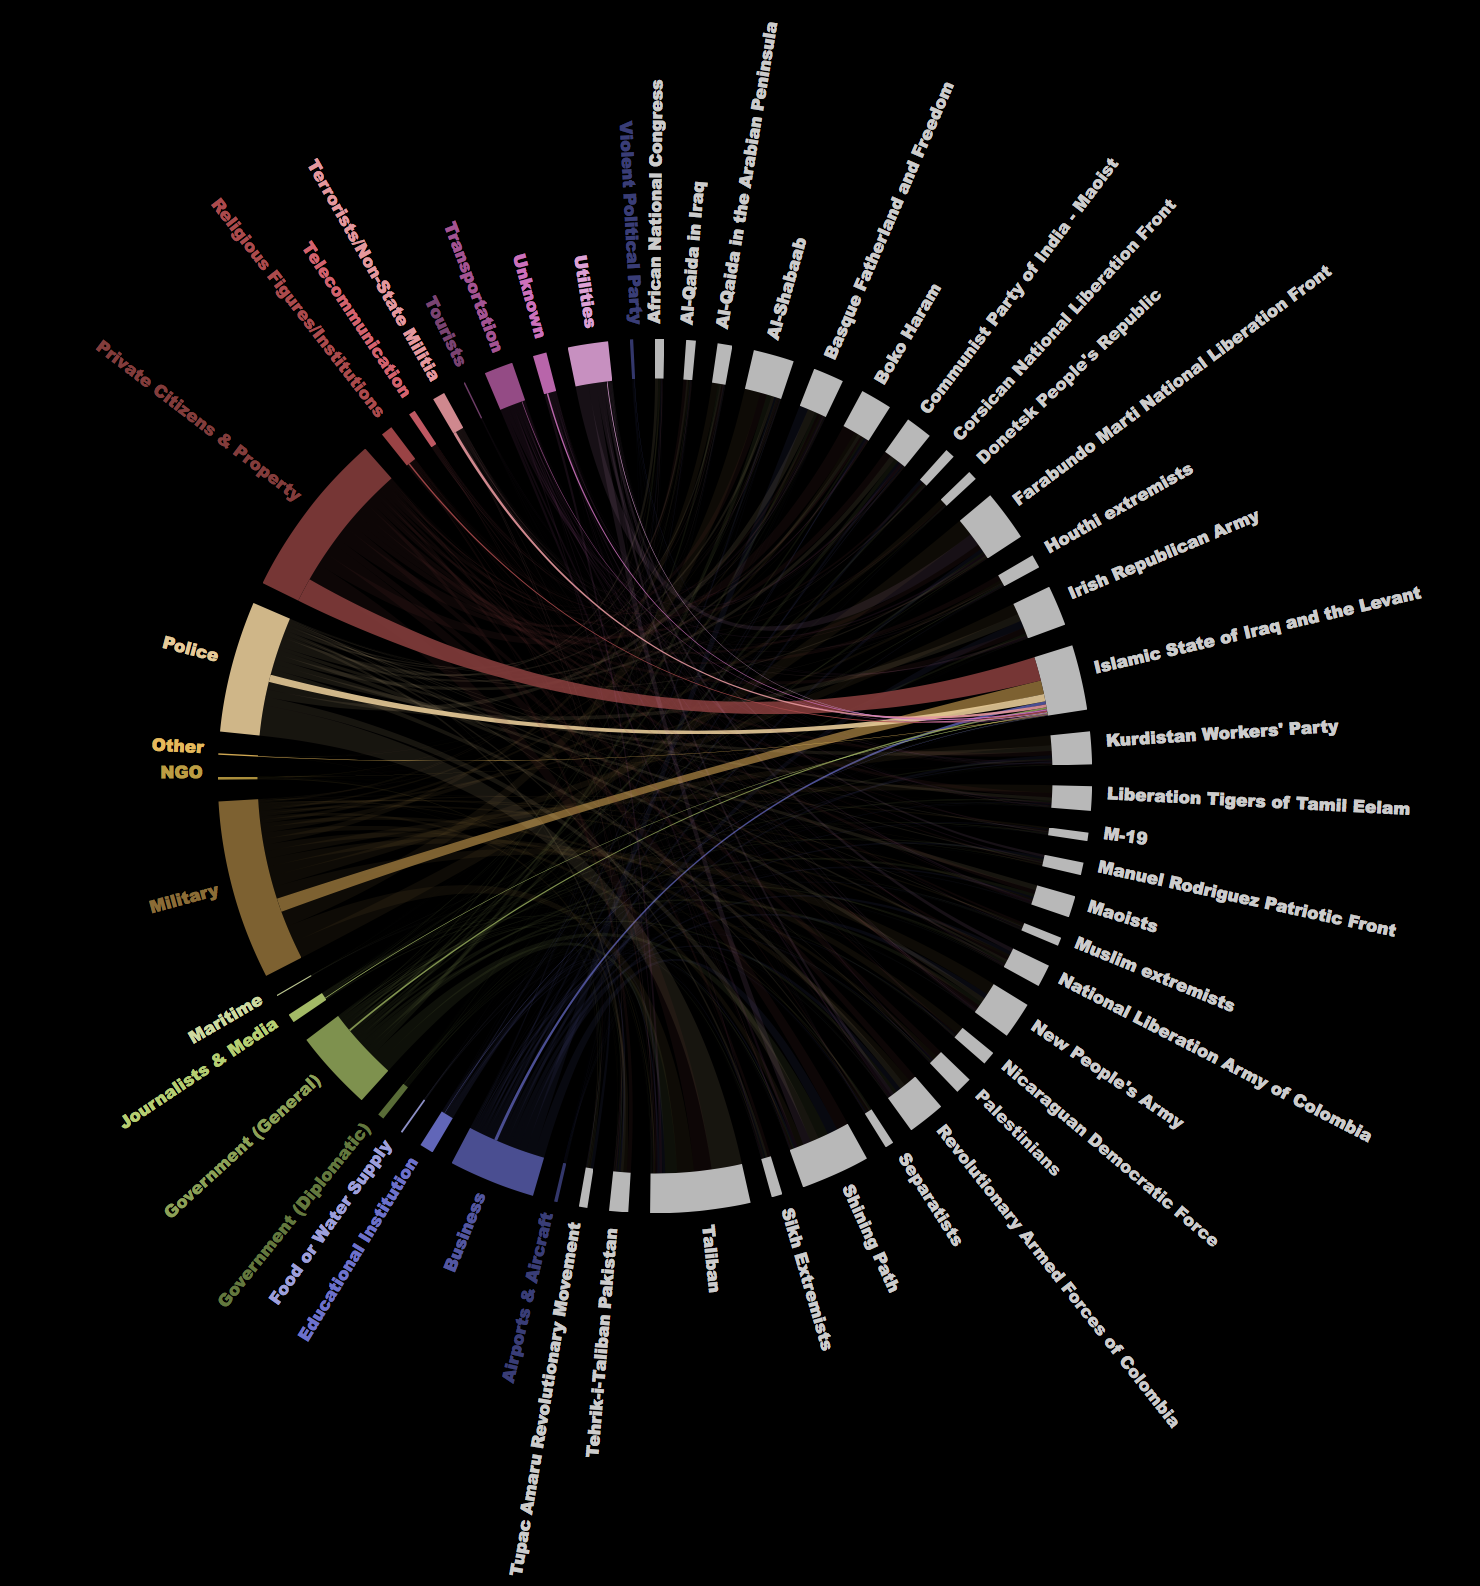 Violent Political Party
African National Congress
Al-Qaida in Iraq
Al-Qaida in the Arabian Peninsula
Al-Shabaab
Basque Fatherland and Freedom
Boko Haram
Communist Party of India - Maoist
Corsican National Liberation Front
Donetsk People's Republic
Farabundo Marti National Liberation Front
Houthi extremists
Irish Republican Army
Islamic State of Iraq and the Levant
Kurdistan Workers' Party
Liberation Tigers of Tamil Eelam
M-19
Manuel Rodriguez Patriotic Front
Maoists
Muslim extremists
National Liberation Army of Colombia
New People's Army
Nicaraguan Democratic Force
Palestinians
Revolutionary Armed Forces of Colombia
Separatists
Shining Path
Sikh Extremists
Taliban
Tehrik-i-Taliban Pakistan
Tupac Amaru Revolutionary Movement
Airports & Aircraft
Business
Educational Institution
Food or Water Supply
Government (Diplomatic)
Government (General)
Journalists & Media
Maritime
Military
NGO
Other
Police
Private Citizens & Property
Religious Figures/Institutions
Telecommunication
Terrorists/Non-State Militia
Tourists
Transportation
Unknown
Utilities